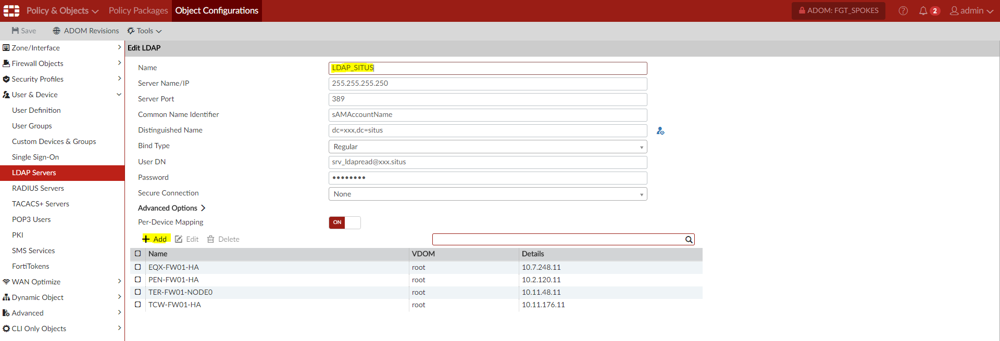 Policy & Objects Policy Packages Object Configurations ADOM: FGT_SPOKES ? 2 admin
Save ADOM Revisions Tools
Zone/Interface
Firewall Objects
Security Profiles
User & Device
User Definition
User Groups
Custom Devices & Groups
Single Sign-On
LDAP Servers
RADIUS Servers
TACACS+ Servers
POP3 Users
PKI
SMS Services
FortiTokens
WAN Optimize
Dynamic Object
Advanced
CLI Only Objects
Edit LDAP
Name LDAP_SITUS
Server Name/IP 255.255.255.250
Server Port 389
Common Name Identifier sAMAccountName
Distinguished Name dc=xxx,dc=situs
Bind Type Regular
User DN srv_ldapread@xxx.situs
Password ••••••••
Secure Connection None
Advanced Options >
Per-Device Mapping ON
+ Add Edit Delete
Name VDOM Details
EQX-FW01-HA root 10.7.248.11
PEN-FW01-HA root 10.2.120.11
TER-FW01-NODE0 root 10.11.48.11
TCW-FW01-HA root 10.11.176.11